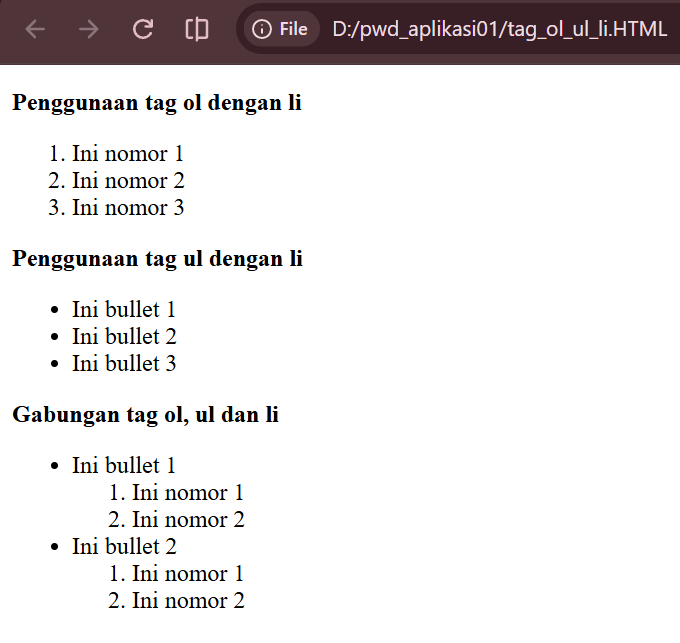 File D:/pwd_aplikasi01/tag_ol_ul_li.HTML
Penggunaan tag ol dengan li
1. Ini nomor 1
2. Ini nomor 2
3. Ini nomor 3
Penggunaan tag ul dengan li
• Ini bullet 1
• Ini bullet 2
• Ini bullet 3
Gabungan tag ol, ul dan li
• Ini bullet 1
1. Ini nomor 1
2. Ini nomor 2
• Ini bullet 2
1. Ini nomor 1
2. Ini nomor 2